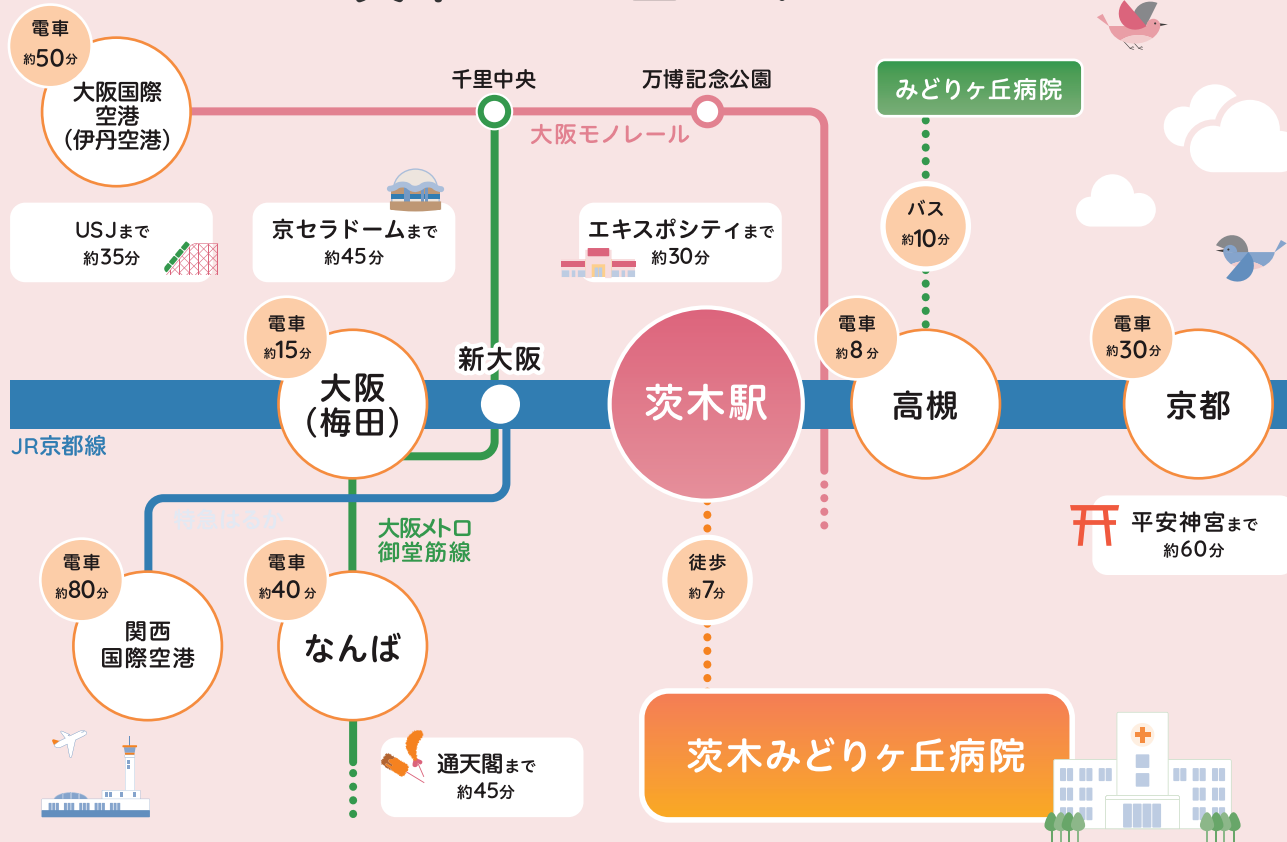 電車
約50分
大阪国際
空港
(伊丹空港)
千里中央
万博記念公園
大阪モノレール
みどりヶ丘病院
バス
約10分
USJまで
約35分
京セラドームまで
約45分
エキスポシティまで
約30分
電車
約15分
大阪
(梅田)
新大阪
茨木駅
電車
約8分
高槻
電車
約30分
京都
JR京都線
特急はるか
大阪メトロ
御堂筋線
平安神宮まで
約60分
電車
約80分
関西
国際空港
電車
約40分
なんば
徒歩
約7分
通天閣まで
約45分
茨木みどりヶ丘病院